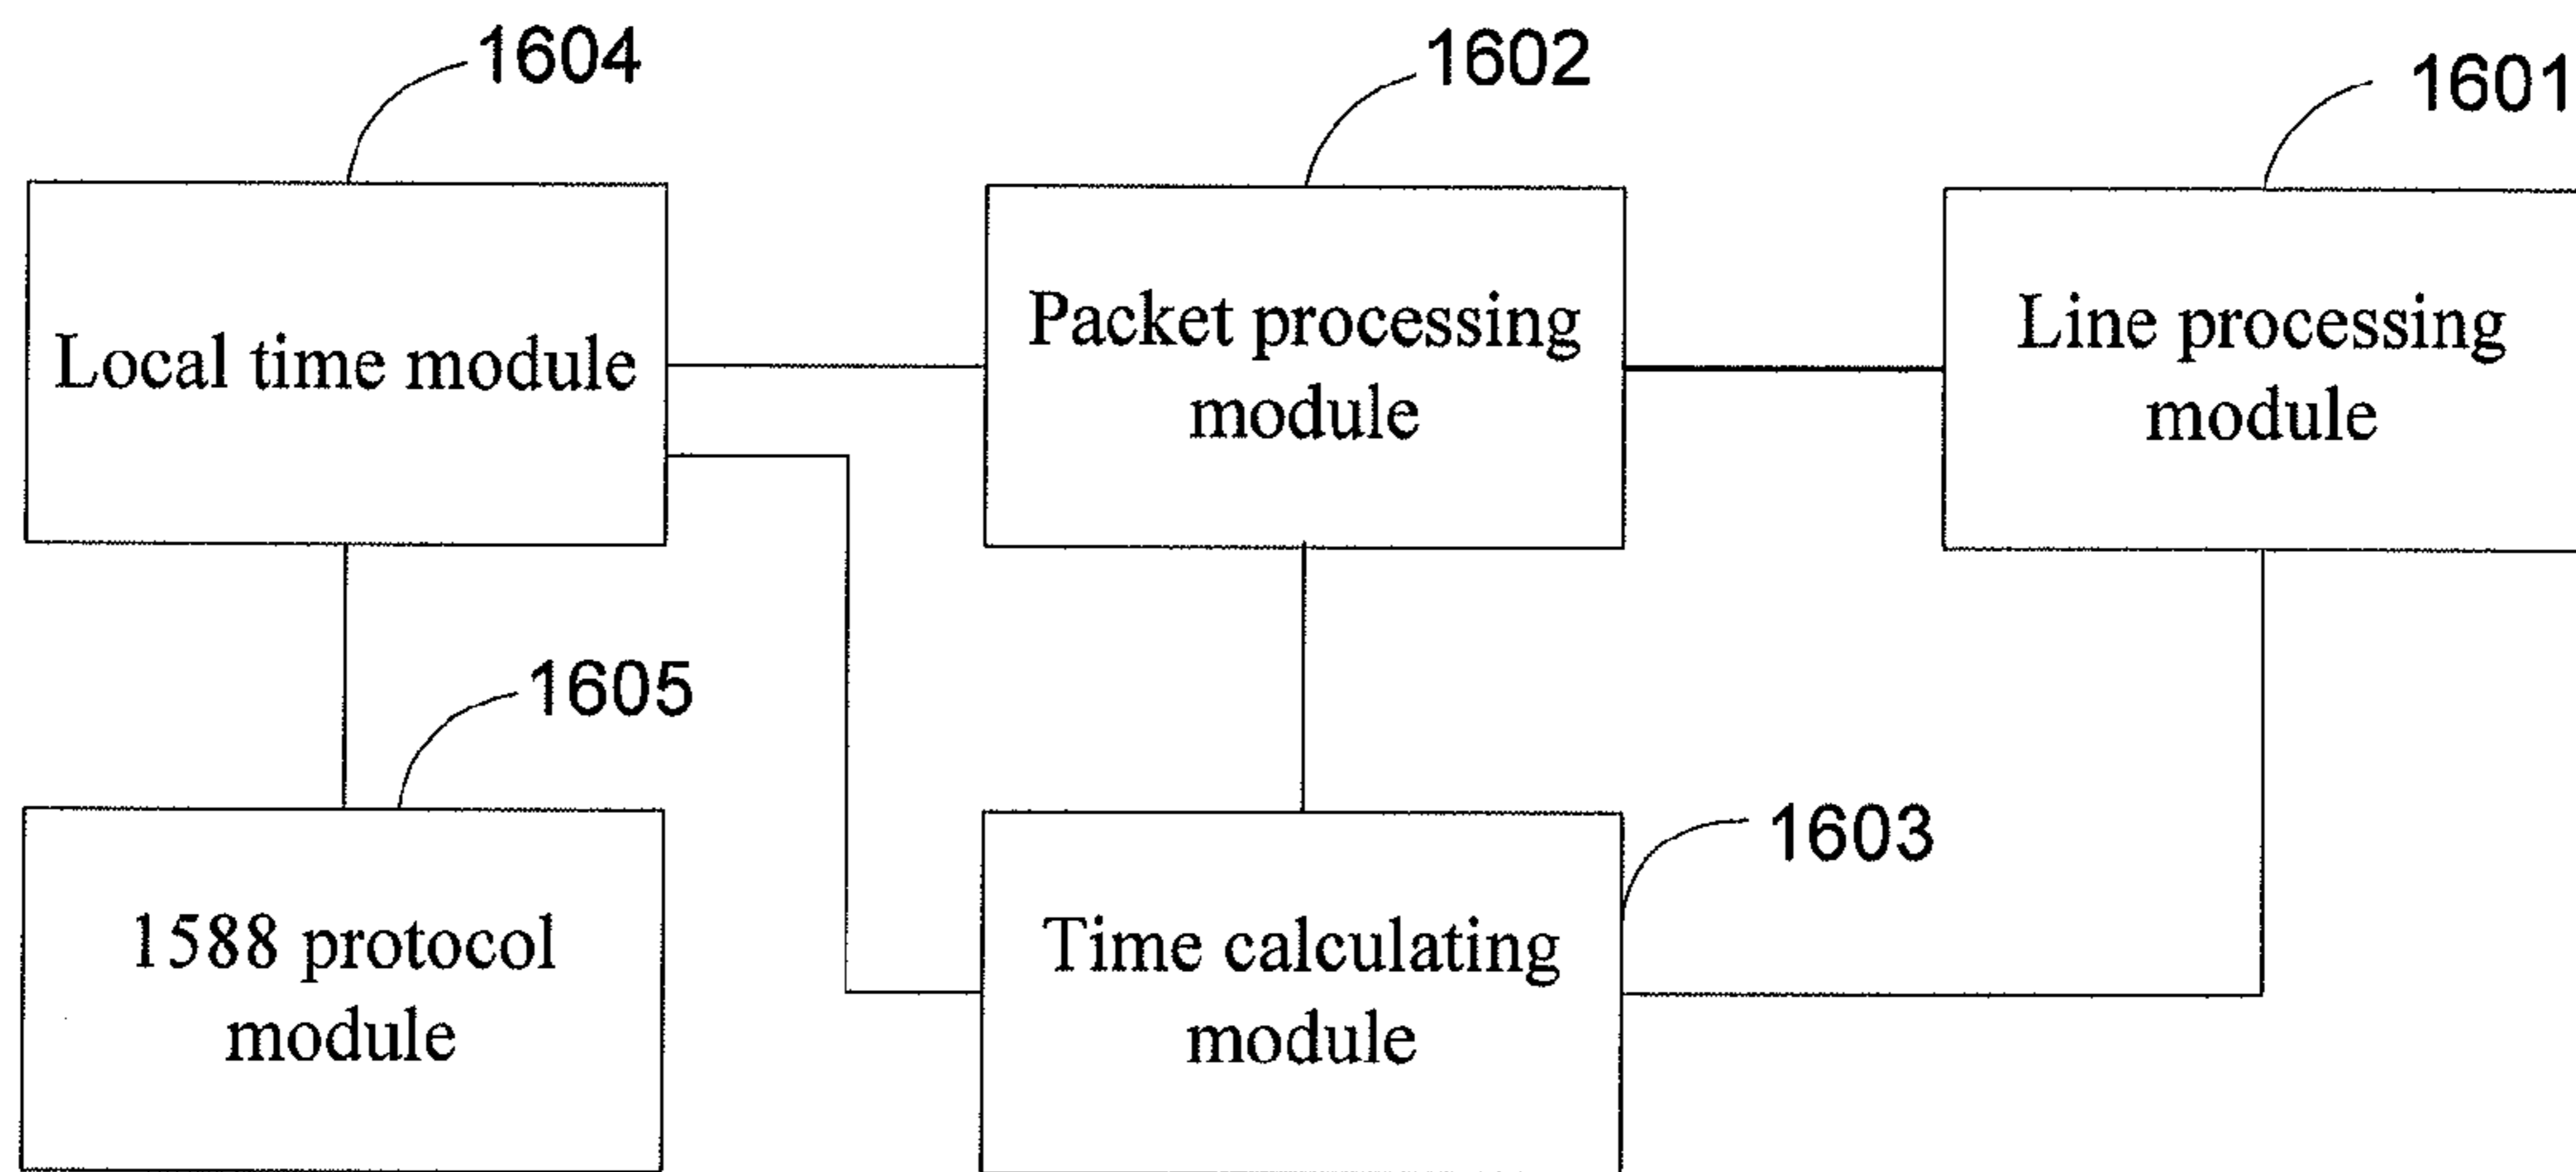 1604
1602
1601
Local time module
Packet processing
module
Line processing
module
1605
1603
1588 protocol
module
Time calculating
module